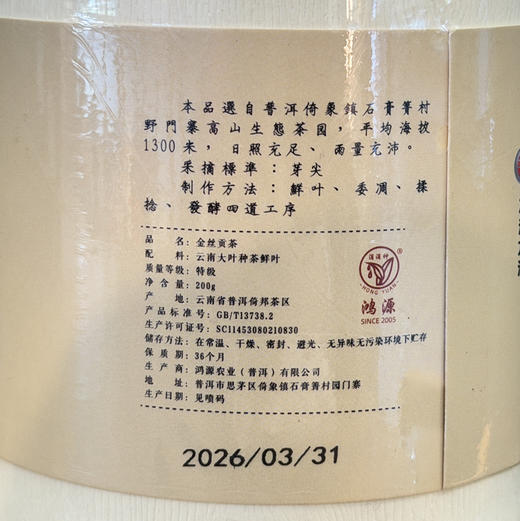 本品選自普洱倚象鎮石膏箐村
野門寨高山生態茶园，平均海拔
1300米，日照充足、雨量充沛。
采摘標準：芽尖
制作方法：鮮叶、委凋、揉
捻、發酵四道工序
品名：金丝贡茶
配料：云南大叶种茶鲜叶
质量等级：特级
净含量：200g
产地：云南省普洱倚邦茶区
产品标准号：GB/T13738.2
生产许可证号：SC11453080210830
储存方法：在常温、干燥、密封、避光、无异味无污染环境下贮存
保质期：36个月
生产商：鸿源农业（普洱）有限公司
地址：普洱市思茅区倚象镇石膏箐村园门寨
生产日期：见喷码
HONG YUAN
®
鸿源
SINCE 2005
2026/03/31